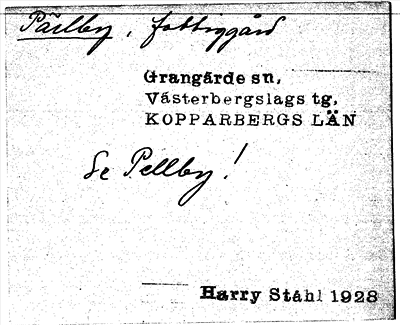 Pällby, fattiggård
Grangärde sn,
Västerbergslags tg,
KOPPARBERGS LÄN
Se Pellby!
Harry Ståhl 1928